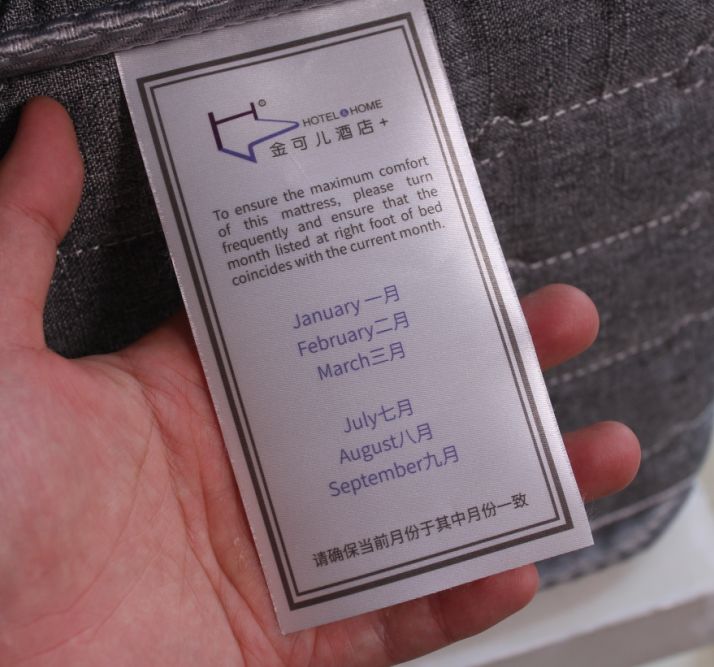 ®
HOTEL & HOME
金可儿酒店+
To ensure the maximum comfort
of this mattress, please turn
frequently and ensure that the
month listed at right foot of bed
coincides with the current month.
January 一月
February二月
March三月
July七月
August八月
September九月
请确保当前月份于其中月份一致